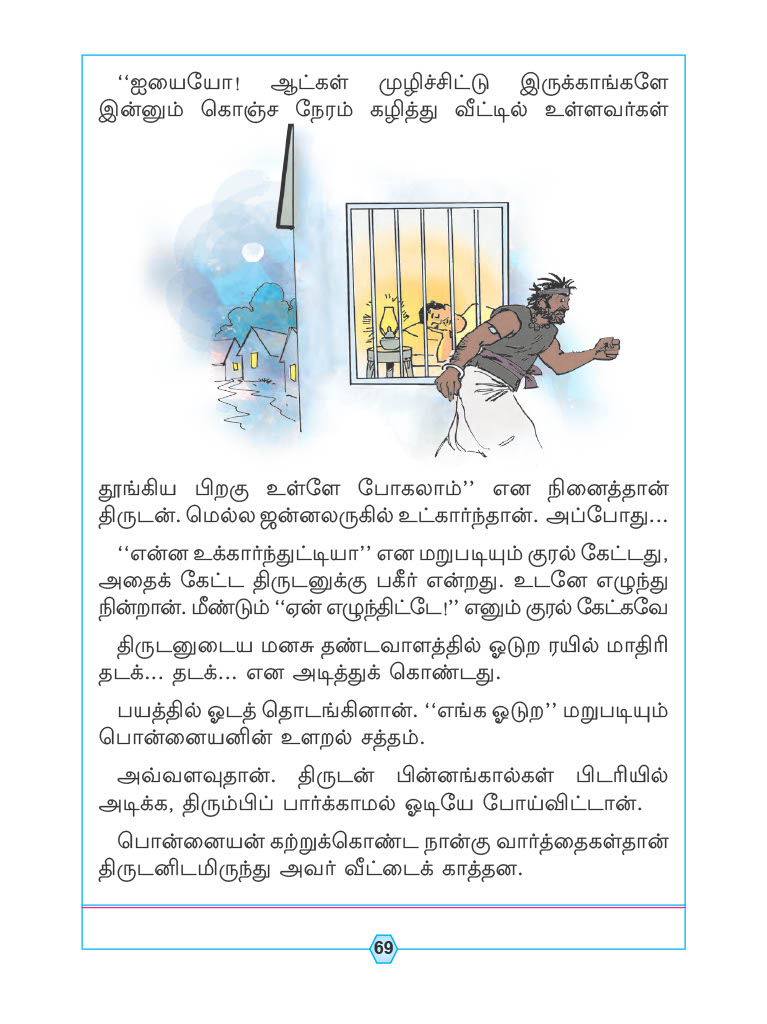 ‘‘ஐயையோ! ஆட்கள் முழிச்சிட்டு இருக்காங்களே
இன்னும் கொஞ்ச நேரம் கழித்து வீட்டில் உள்ளவர்கள்
தூங்கிய பிறகு உள்ளே போகலாம்’’ என நினைத்தான்
திருடன். மெல்ல ஜன்னலருகில் உட்கார்ந்தான். அப்போது...
‘‘என்ன உக்கார்ந்துட்டியா’’ என மறுபடியும் குரல் கேட்டது,
அதைக் கேட்ட திருடனுக்கு பகீர் என்றது. உடனே எழுந்து
நின்றான். மீண்டும் ‘‘ஏன் எழுந்திட்டே!’’ எனும் குரல் கேட்கவே
திருடனுடைய மனசு தண்டவாளத்தில் ஓடுற ரயில் மாதிரி
தடக்... தடக்... என அடித்துக் கொண்டது.
பயத்தில் ஓடத் தொடங்கினான். ‘‘எங்க ஓடுற’’ மறுபடியும்
பொன்னையனின் உளறல் சத்தம்.
அவ்வளவுதான். திருடன் பின்னங்கால்கள் பிடரியில்
அடிக்க, திரும்பிப் பார்க்காமல் ஓடியே போய்விட்டான்.
பொன்னையன் கற்றுக்கொண்ட நான்கு வார்த்தைகள்தான்
திருடனிடமிருந்து அவர் வீட்டைக் காத்தன.
69